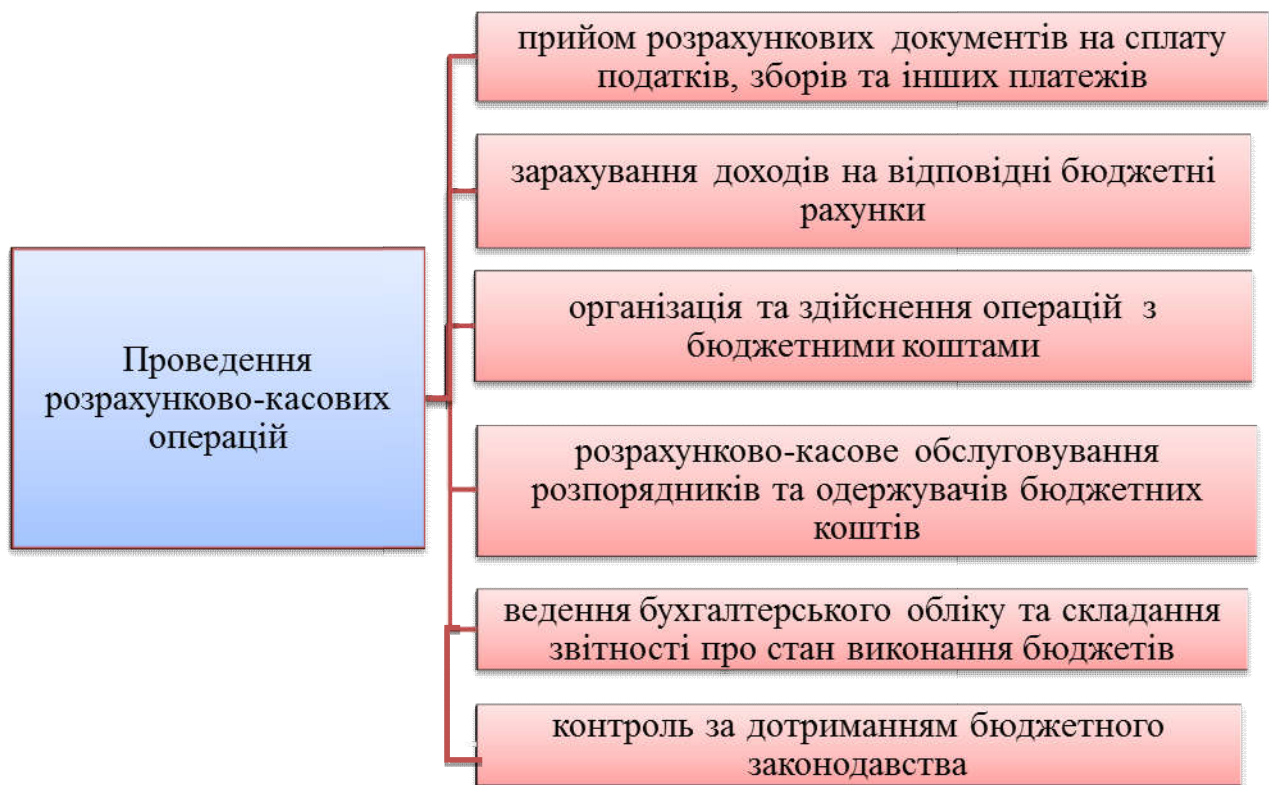 Проведення
розрахунково-касових
операцій
прийом розрахункових документів на сплату
податків, зборів та інших платежів
зарахування доходів на відповідні бюджетні
рахунки
організація та здійснення операцій з
бюджетними коштами
розрахунково-касове обслуговування
розпорядників та одержувачів бюджетних
коштів
ведення бухгалтерського обліку та складання
звітності про стан виконання бюджетів
контроль за дотриманням бюджетного
законодавства